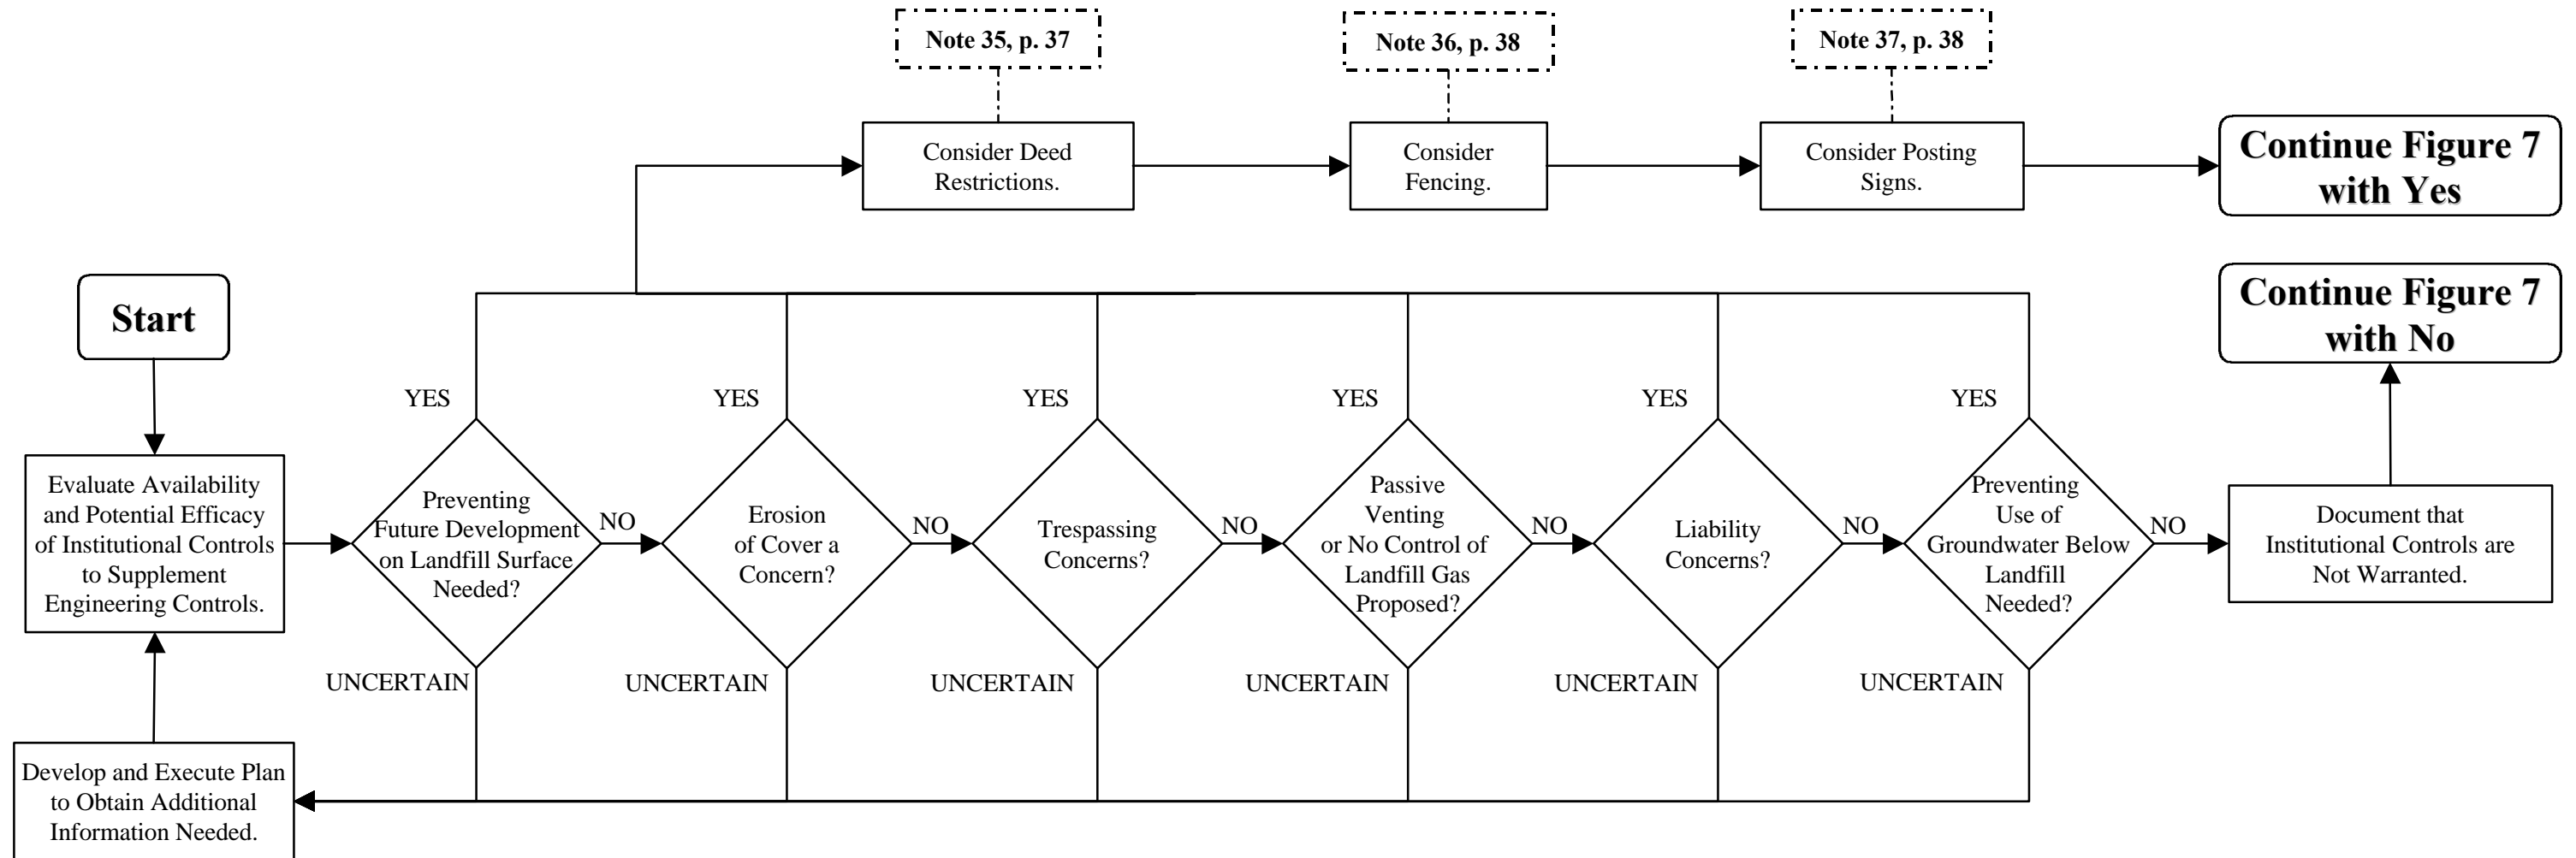 Note 35, p. 37
Note 36, p. 38
Note 37, p. 38
Consider Deed
Restrictions.
Consider
Fencing.
Consider Posting
Signs.
Continue Figure 7
with Yes
Start
Continue Figure 7
with No
YES
YES
YES
YES
YES
YES
Evaluate Availability
and Potential Efficacy
of Institutional Controls
to Supplement
Engineering Controls.
Preventing
Future Development
on Landfill Surface
Needed?
NO
Erosion
of Cover a
Concern?
NO
Trespassing
Concerns?
NO
Passive
Venting
or No Control of
Landfill Gas
Proposed?
NO
Liability
Concerns?
NO
Preventing
Use of
Groundwater Below
Landfill
Needed?
NO
Document that
Institutional Controls are
Not Warranted.
UNCERTAIN
UNCERTAIN
UNCERTAIN
UNCERTAIN
UNCERTAIN
UNCERTAIN
Develop and Execute Plan
to Obtain Additional
Information Needed.